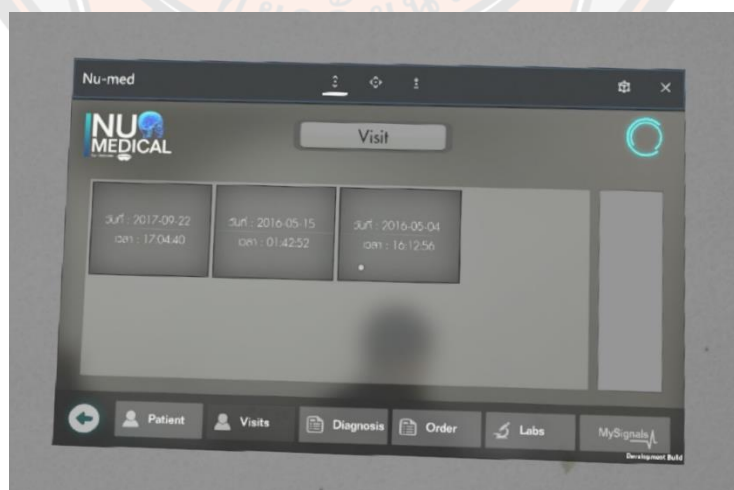 Nu-med
NU
MEDICAL
Visit
วันที่ : 2017-09-22
เวลา : 17:04:40
วันที่ : 2016-05-15
เวลา : 01:42:52
วันที่ : 2016-05-04
เวลา : 16:12:56
Patient
Visits
Diagnosis
Order
Labs
MySignals
Development Build